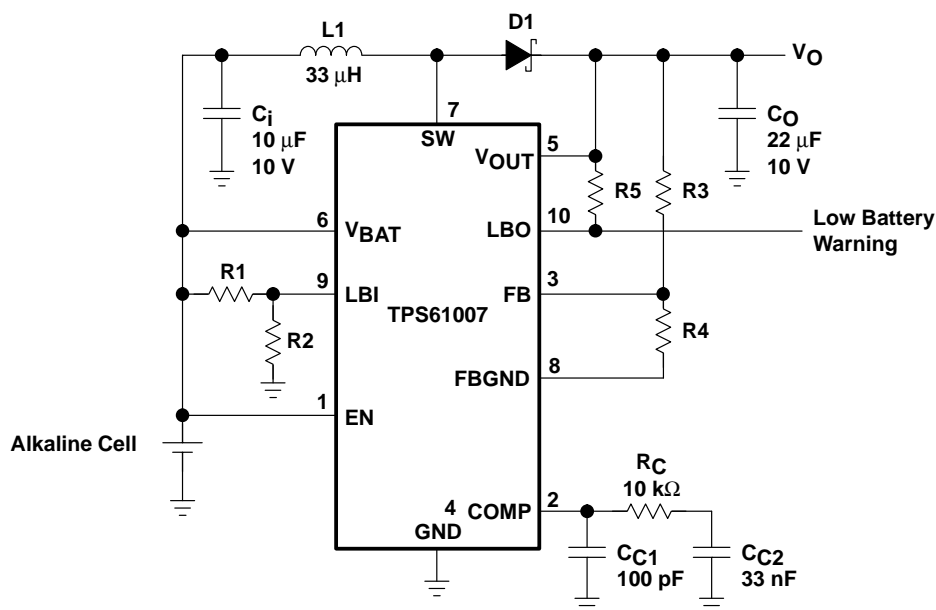 L1
33 μH
D1
VO
Ci
10 μF
10 V
7
SW
CO
22 μF
10 V
5
VOUT
R5
R3
6
VBAT
10
LBO
Low Battery
Warning
R1
9
LBI
TPS61007
3
FB
R2
R4
8
FBGND
1
EN
Alkaline Cell
RC
10 kΩ
4
GND
COMP
2
CC1
100 pF
CC2
33 nF